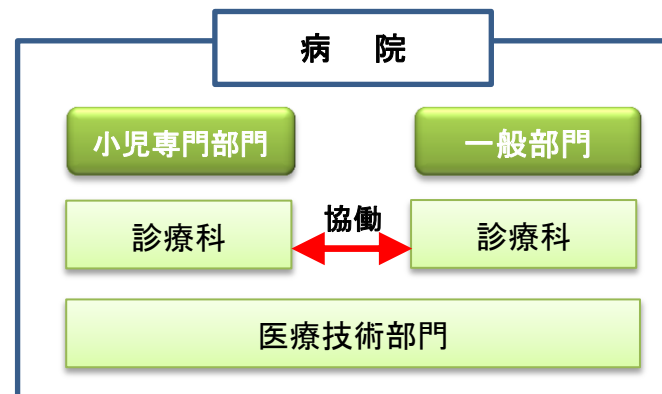 病 院
小児専門部門
一般部門
診療科
協働
診療科
医療技術部門